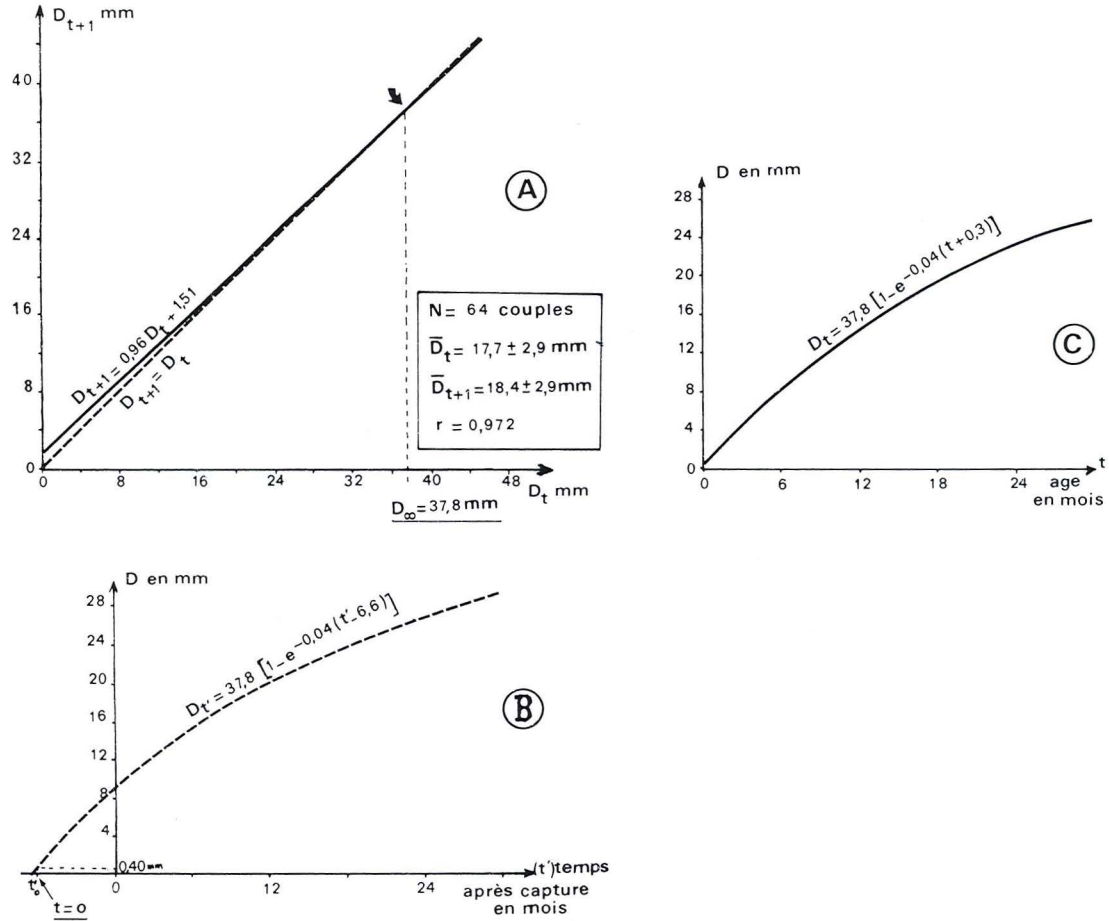 D_{t+1} mm
40
32
24
16
8
0
D_{t+1} = 0,96 D_t + 1,51
D_{t+1} = D_t
A
N = 64 couples
D̅_t = 17,7 ± 2,9 mm
D̅_{t+1} = 18,4 ± 2,9 mm
r = 0,972
0 8 16 24 32 40 48
D_t mm
D_∞ = 37,8 mm
D en mm
28
24
20
16
12
8
4
0
D_t = 37,8 [1_e^{-0,04 (t+0,3)}]
C
0 6 12 18 24
t
age
en mois
D en mm
28
24
20
16
12
8
4
D_{t'} = 37,8 [1_e^{-0,04 (t'_6,6)}]
B
0,40 mm
(t') temps
t'_o 0 12 24
après capture
en mois
t = o